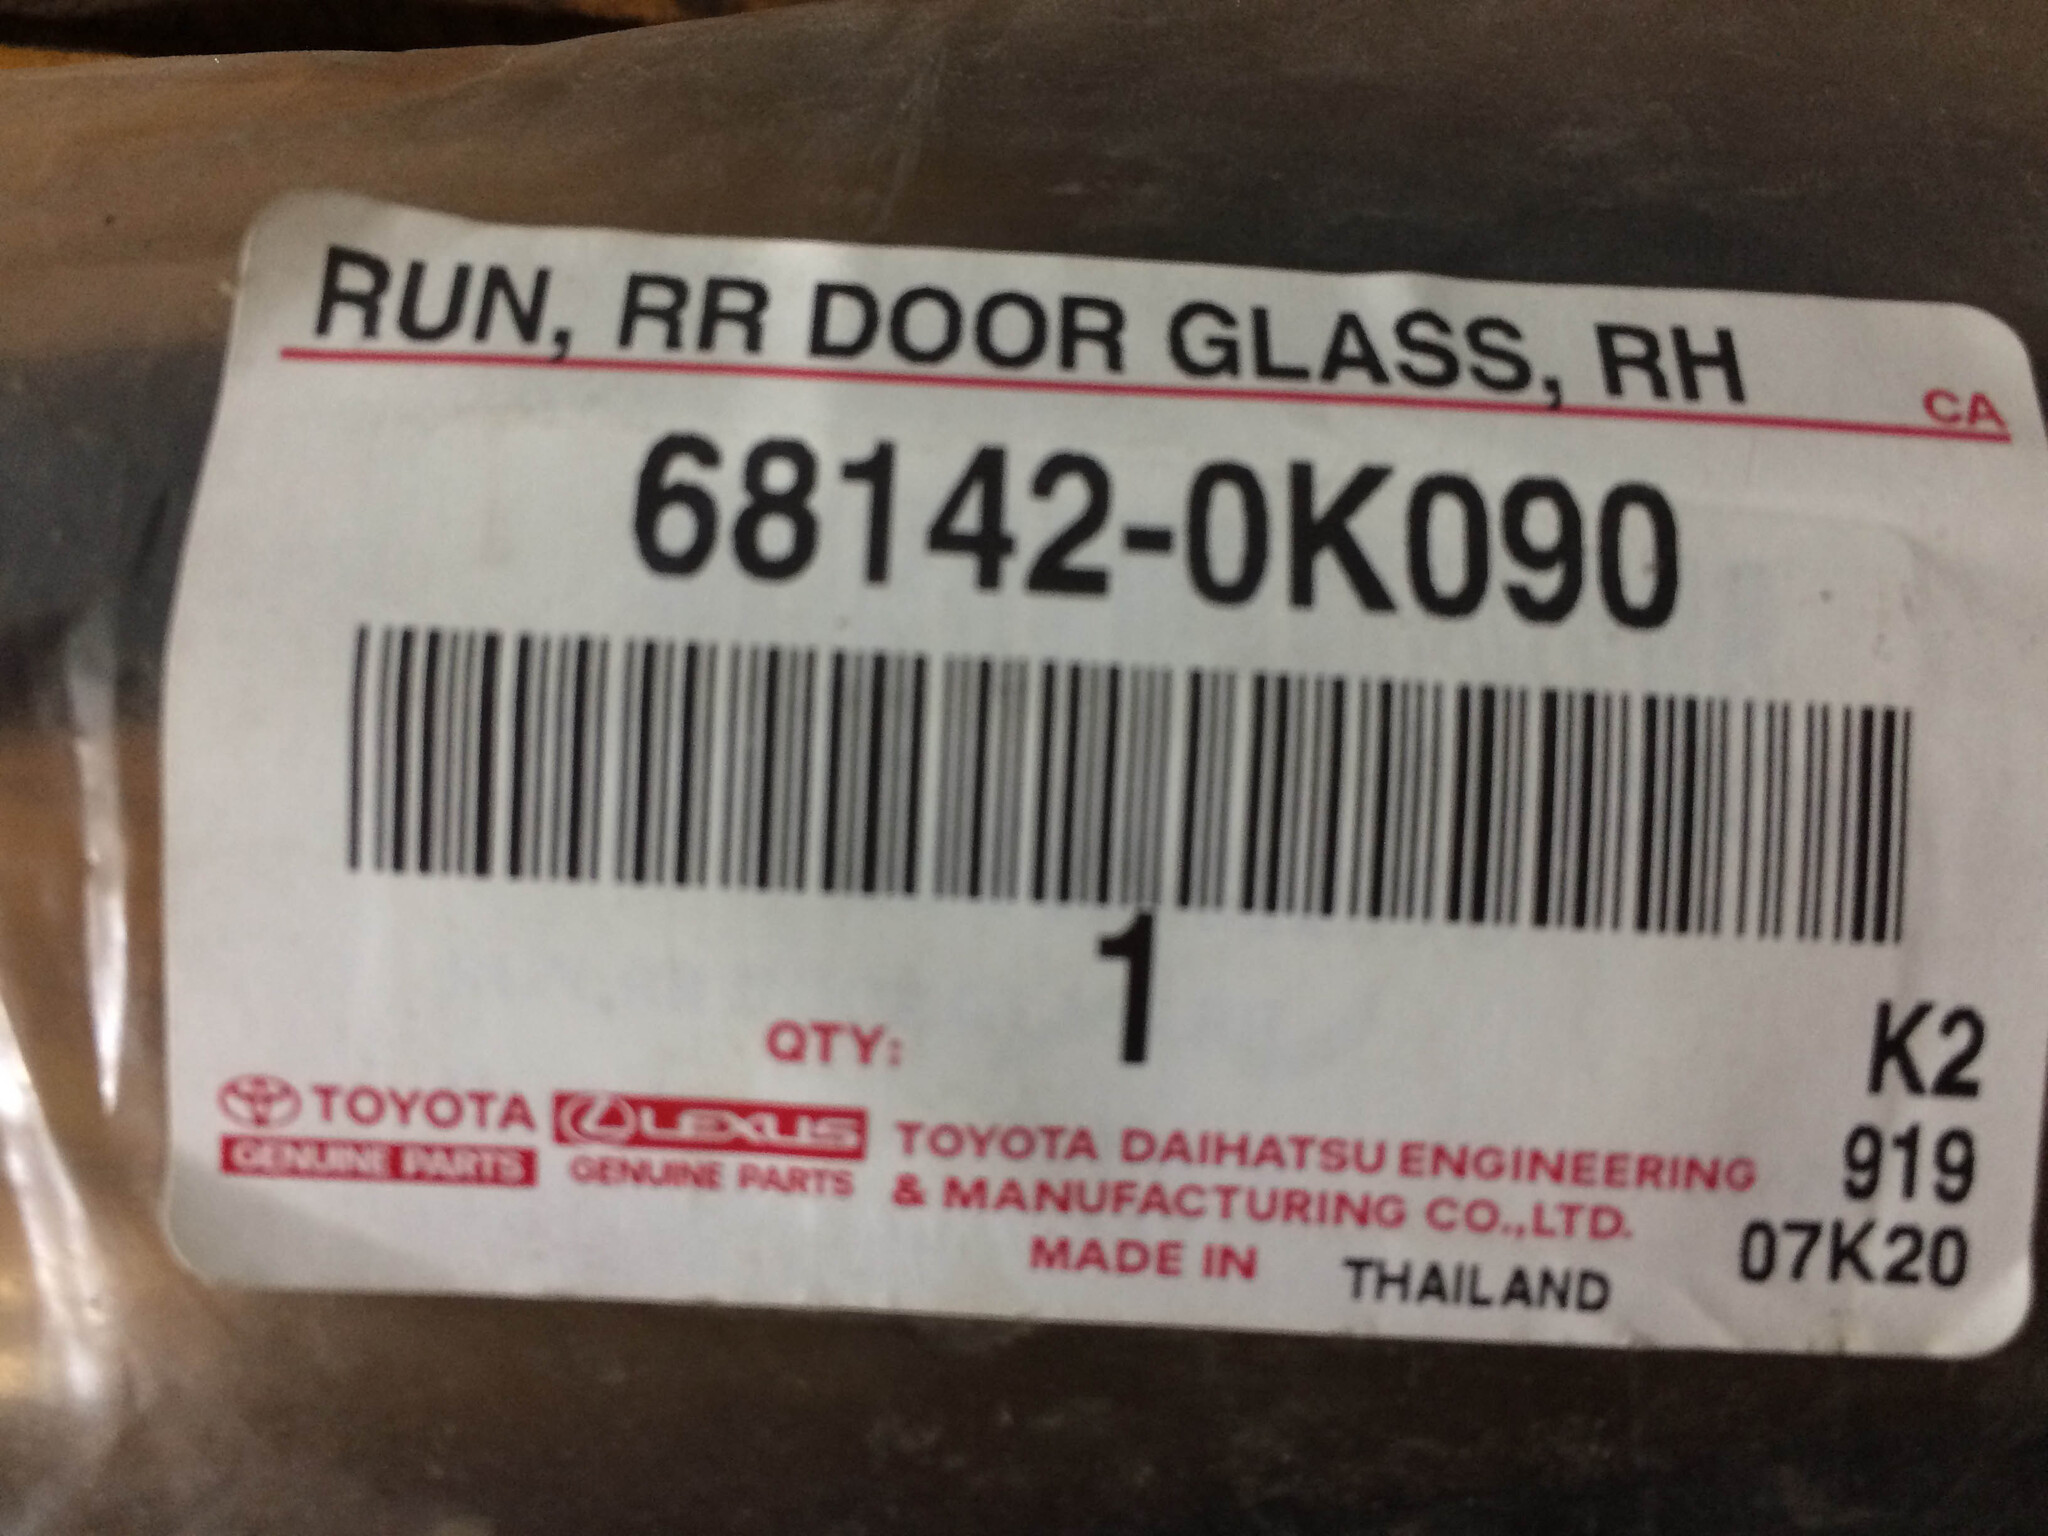 RUN, RR DOOR GLASS, RH
CA
68142-0K090
QTY: 1
K2
919
07K20
TOYOTA
GENUINE PARTS
LEXUS
GENUINE PARTS
TOYOTA DAIHATSU ENGINEERING
& MANUFACTURING CO.,LTD.
MADE IN THAILAND